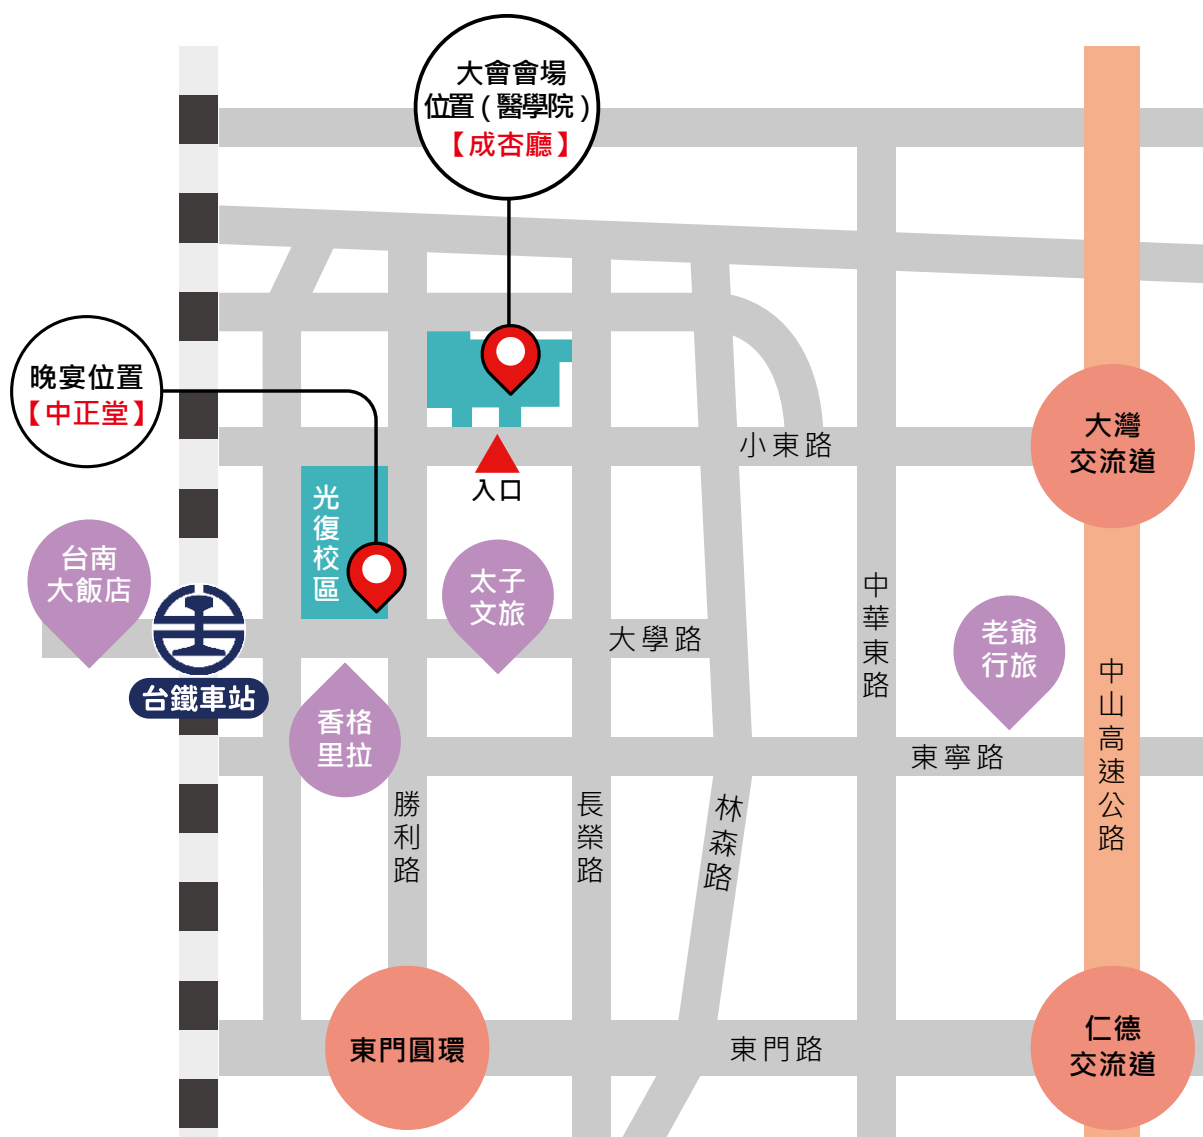 大會會場
位置(醫學院)
【成杏廳】
晚宴位置
【中正堂】
大灣
交流道
小東路
入口
光復校區
台南
大飯店
太子
文旅
中華東路
老爺
行旅
大學路
中山高速公路
台鐵車站
香格
里拉
東寧路
勝利路
長榮路
林森路
東門圓環
東門路
仁德
交流道